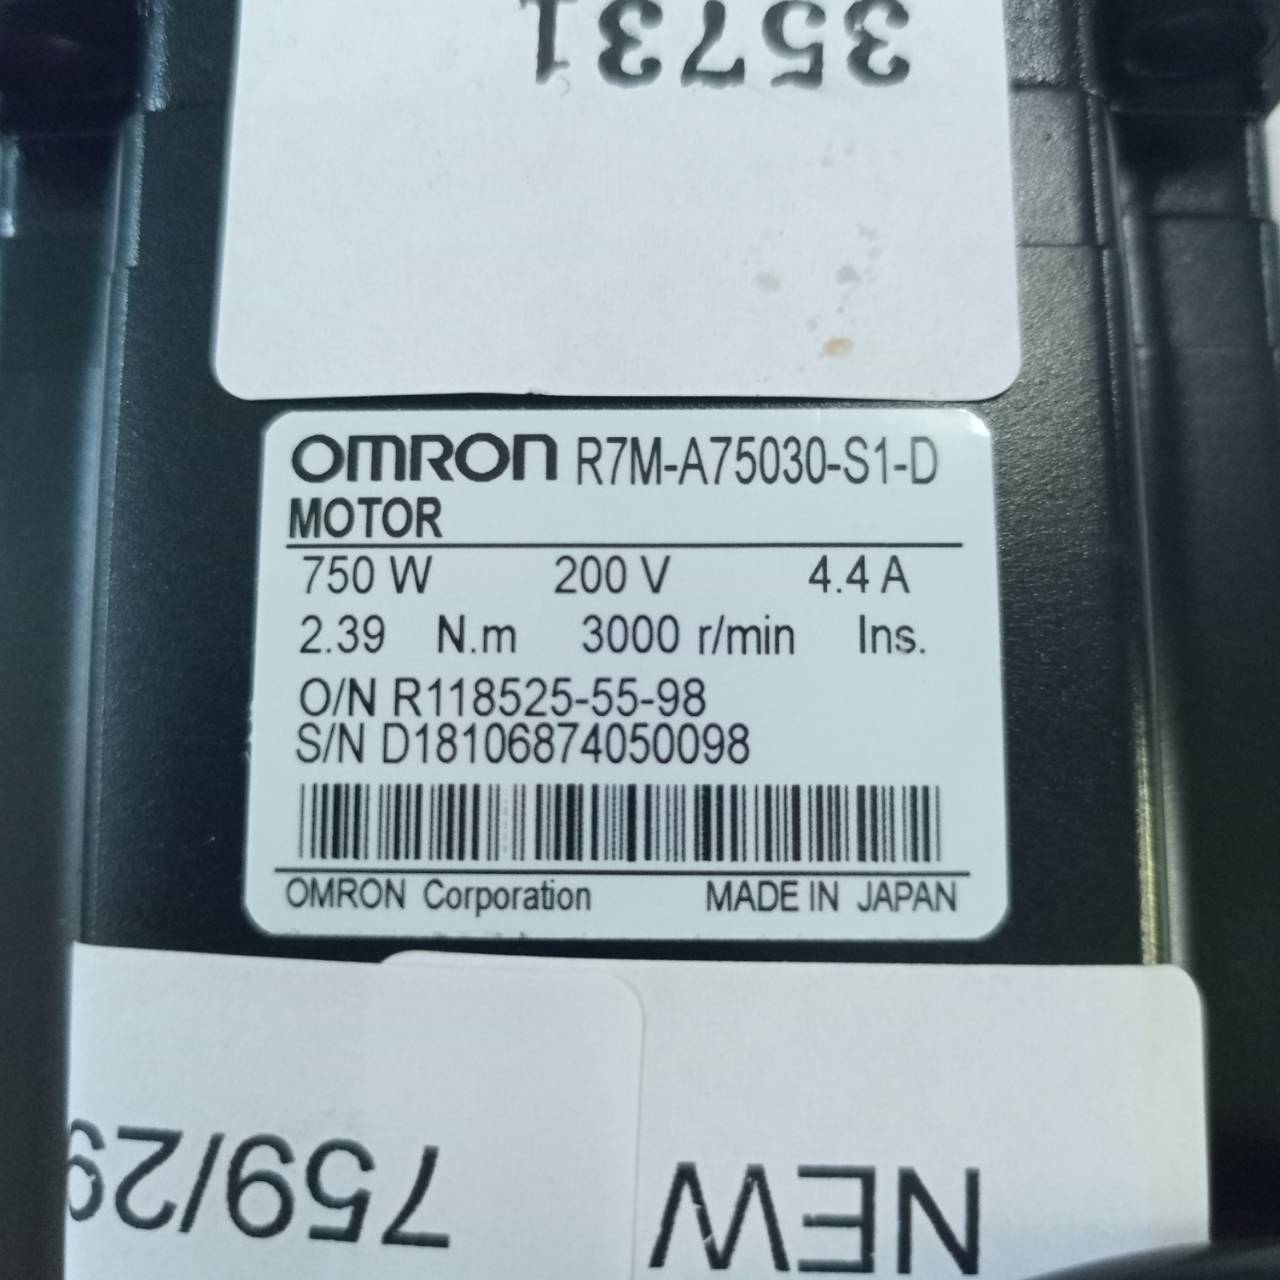 35731
OMRON R7M-A75030-S1-D
MOTOR
750 W 200 V 4.4 A
2.39 N.m 3000 r/min Ins.
O/N R118525-55-98
S/N D18106874050098
OMRON Corporation MADE IN JAPAN
NEW
759/29